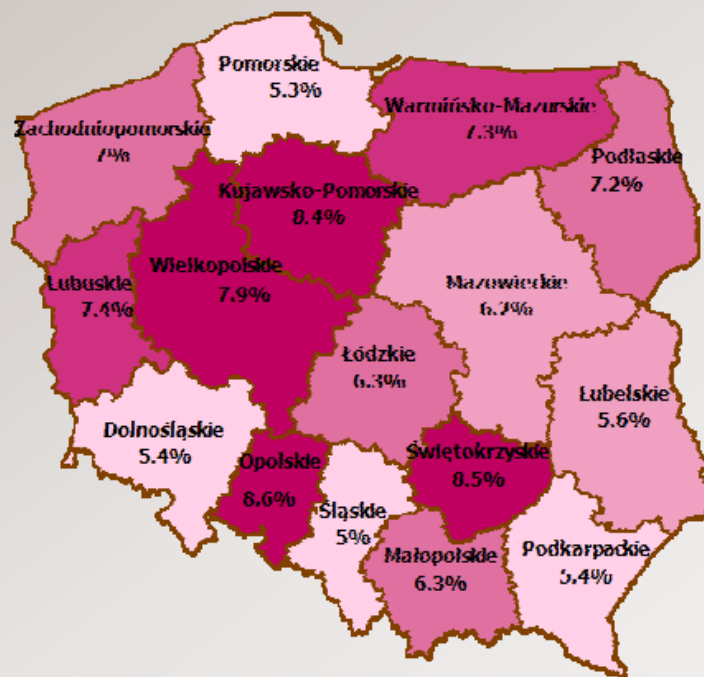 Pomorskie
5.3%
Warmińsko-Mazurskie
7.3%
Zachodniopomorskie
7%
Podlaskie
7.2%
Kujawsko-Pomorskie
8.4%
Wielkopolskie
7.9%
Lubuskie
7.4%
Mazowieckie
6.2%
Łódzkie
6.3%
Lubelskie
5.6%
Dolnośląskie
5.4%
Opolskie
8.6%
Świętokrzyskie
8.5%
Śląskie
5%
Małopolskie
6.3%
Podkarpackie
5.4%